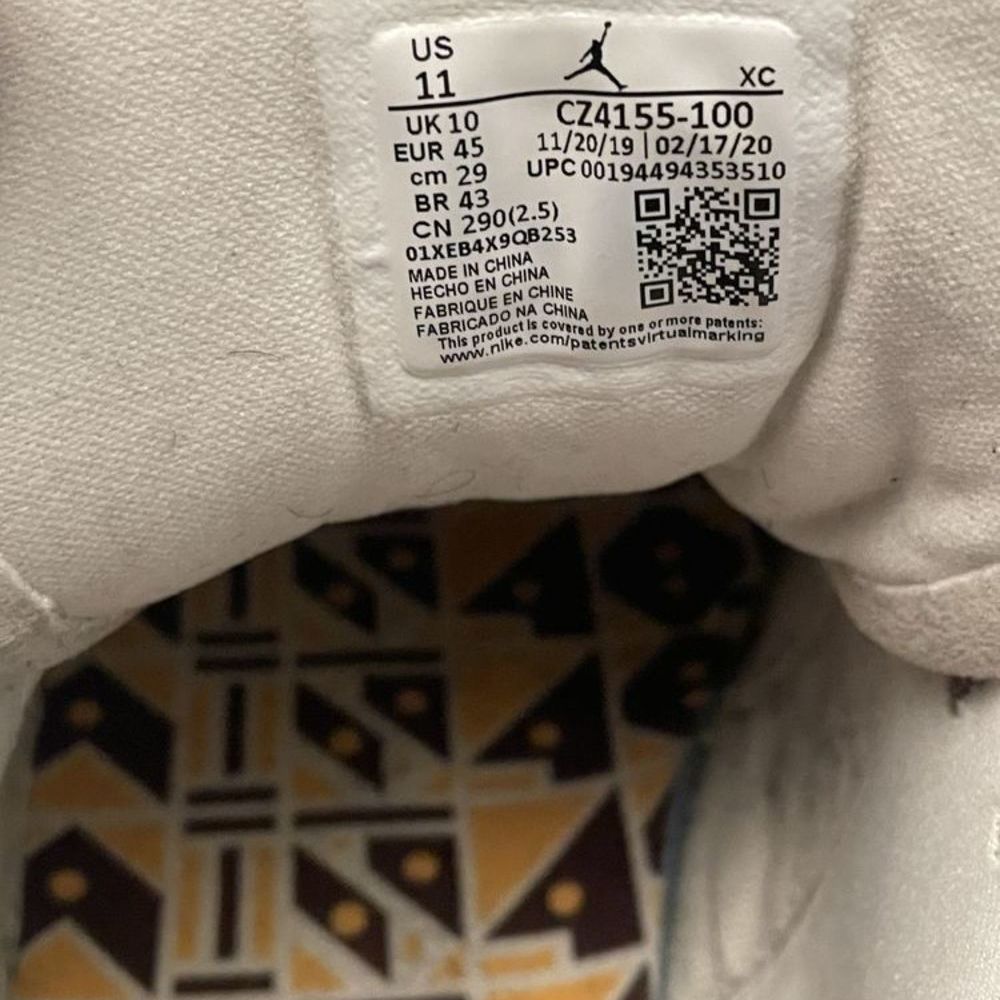 US
11
XC
UK 10
EUR 45
cm 29
BR 43
CN 290(2.5)
CZ4155-100
11/20/19 | 02/17/20
UPC 00194494353510
01XEB4X9QB253
MADE IN CHINA
HECHO EN CHINA
FABRIQUE EN CHINE
FABRICADO NA CHINA
This product is covered by one or more patents:
www.nike.com/patentsvirtualmarking